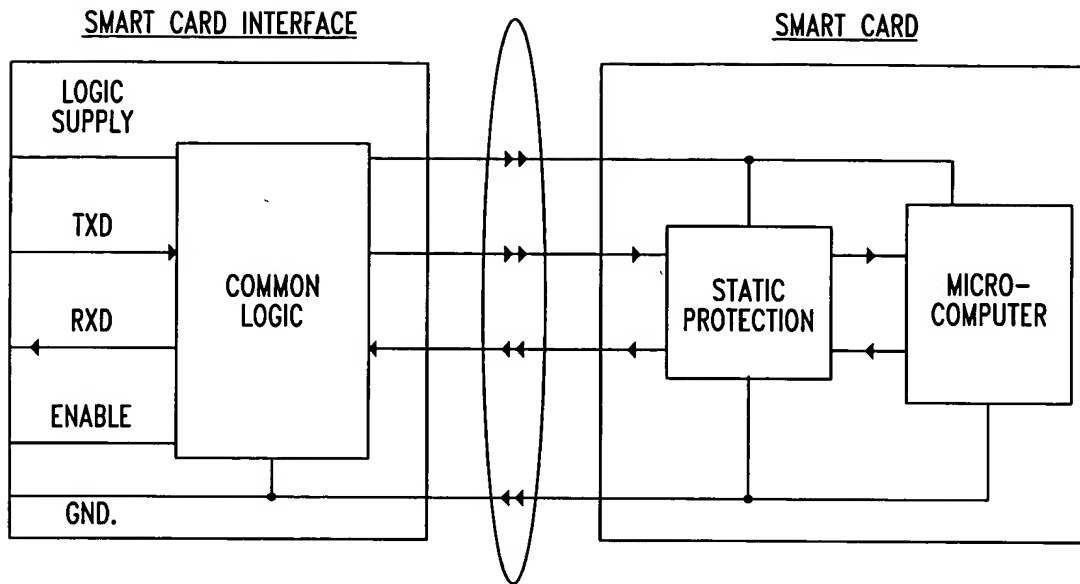 SMART CARD INTERFACE
SMART CARD
LOGIC
SUPPLY
TXD
RXD
ENABLE
GND.
COMMON
LOGIC
STATIC
PROTECTION
MICRO-
COMPUTER